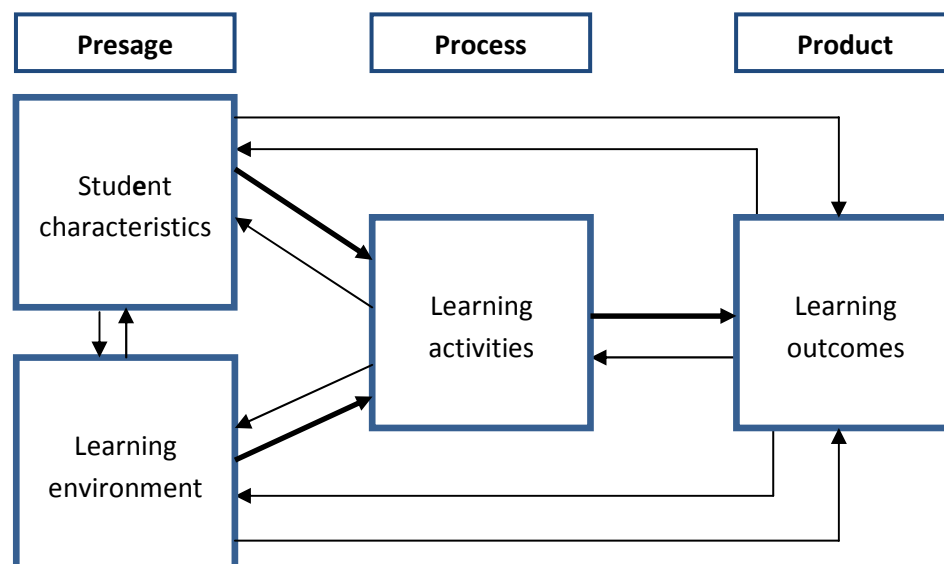 Presage
Process
Product
Student
characteristics
Learning
activities
Learning
outcomes
Learning
environment